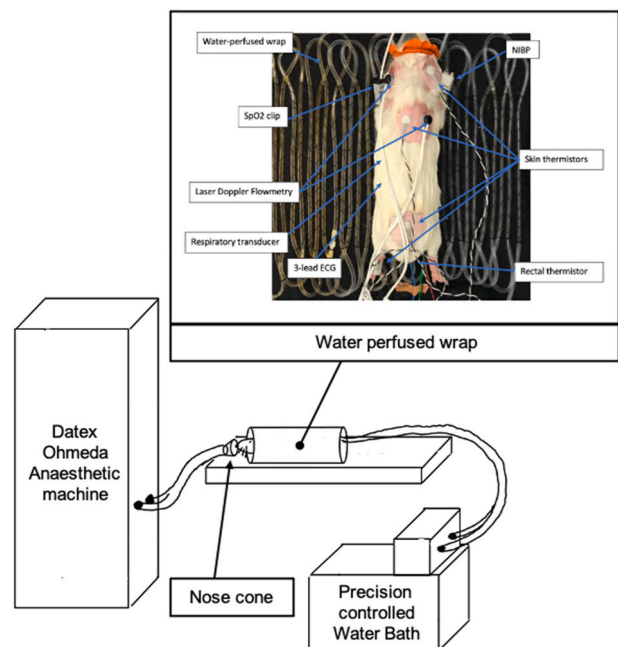 Water-perfused wrap
NIBP
SpO2 clip
Skin thermistors
Laser Doppler Flowmetry
Respiratory transducer
3-lead ECG
Rectal thermistor
Water perfused wrap
Datex
Ohmeda
Anaesthetic
machine
Nose cone
Precision
controlled
Water Bath